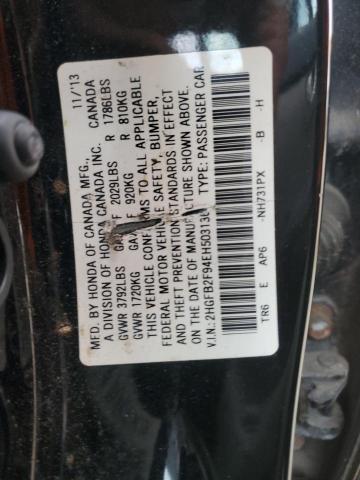 MFD. BY HONDA OF CANADA MFG., 11/'13
A DIVISION OF HONDA CANADA INC. CANADA
GVWR 3792LBS F 2029LBS R 1786LBS
GVWR 1720KG F 920KG R 810KG
THIS VEHICLE CONFORMS TO ALL APPLICABLE
FEDERAL MOTOR VEHICLE SAFETY, BUMPER,
AND THEFT PREVENTION STANDARDS IN EFFECT
ON THE DATE OF MANUFACTURE SHOWN ABOVE.
V.I.N.: 2HGFB2F94EH50313 TYPE: PASSENGER CAR
TR6 E AP6 -NH731PX -B -H